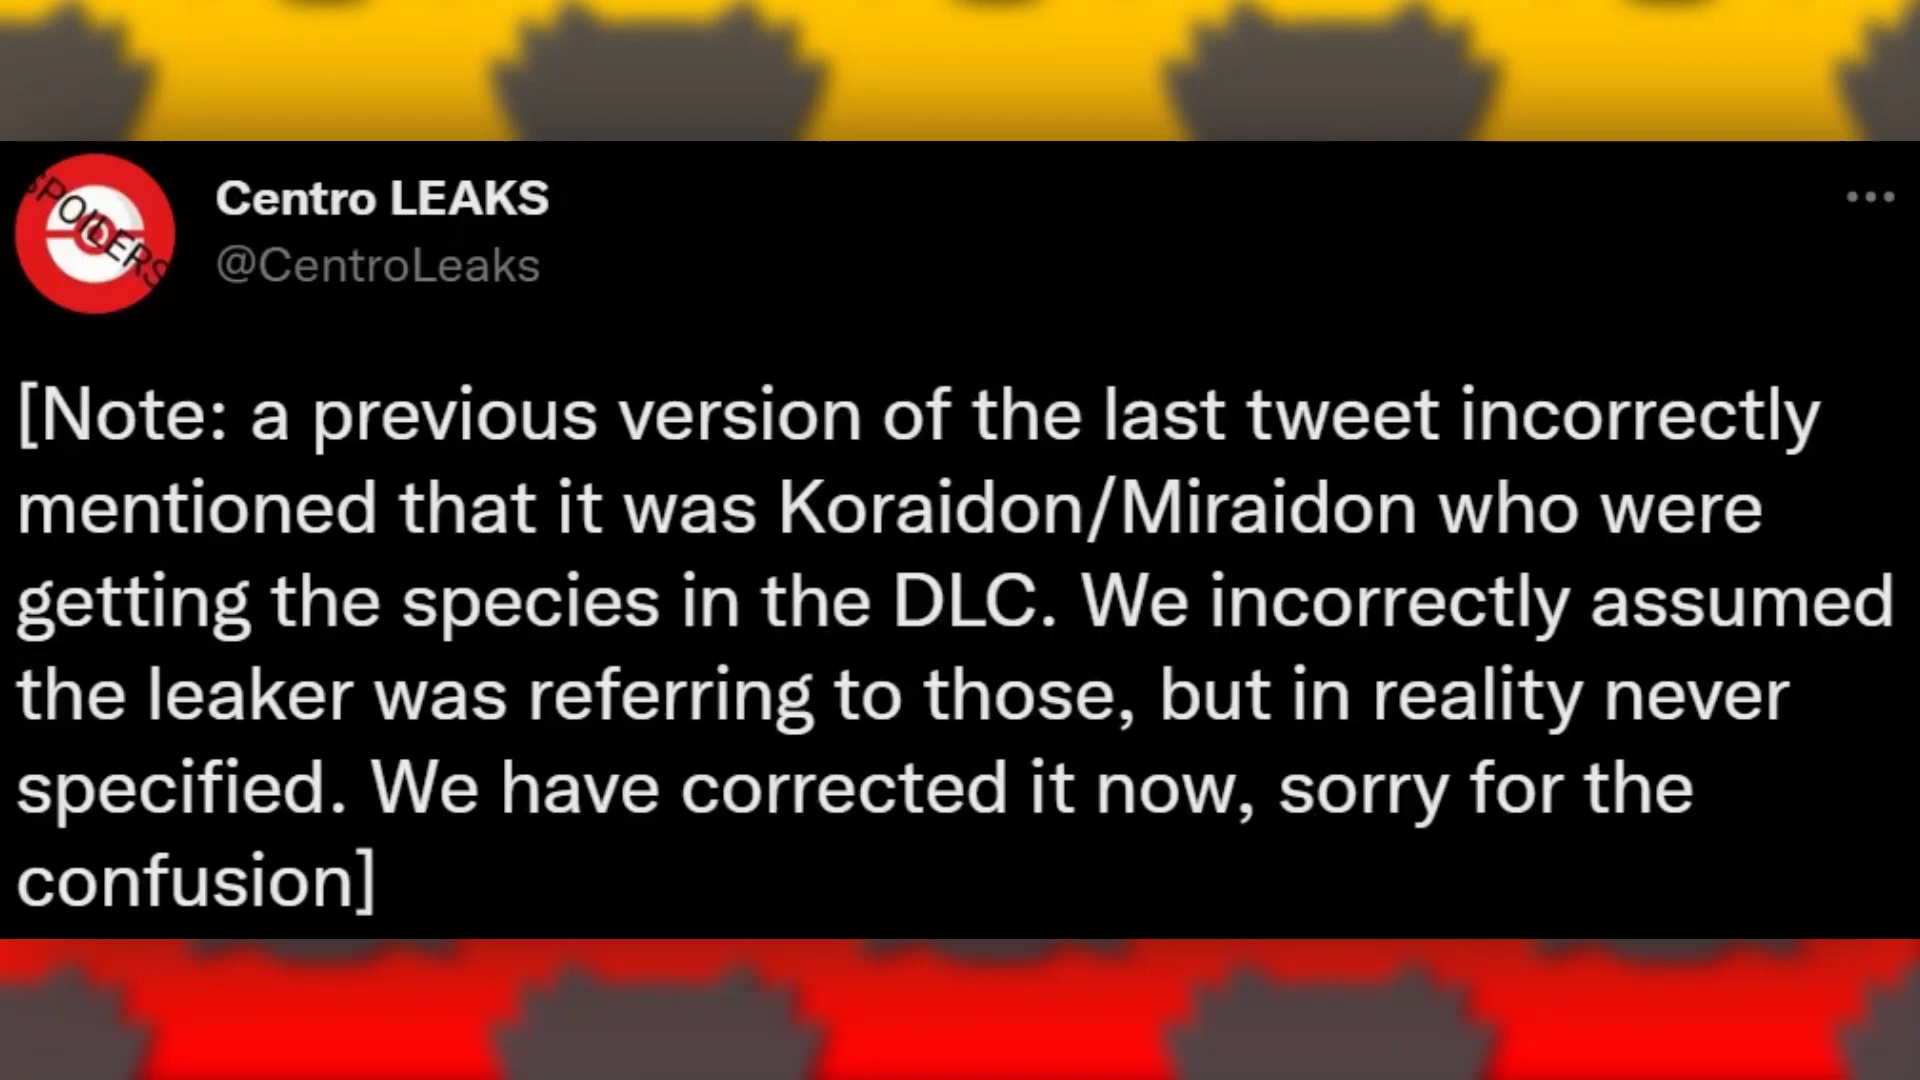 SPOILERS
Centro LEAKS
@CentroLeaks
[Note: a previous version of the last tweet incorrectly
mentioned that it was Koraidon/Miraidon who were
getting the species in the DLC. We incorrectly assumed
the leaker was referring to those, but in reality never
specified. We have corrected it now, sorry for the
confusion]